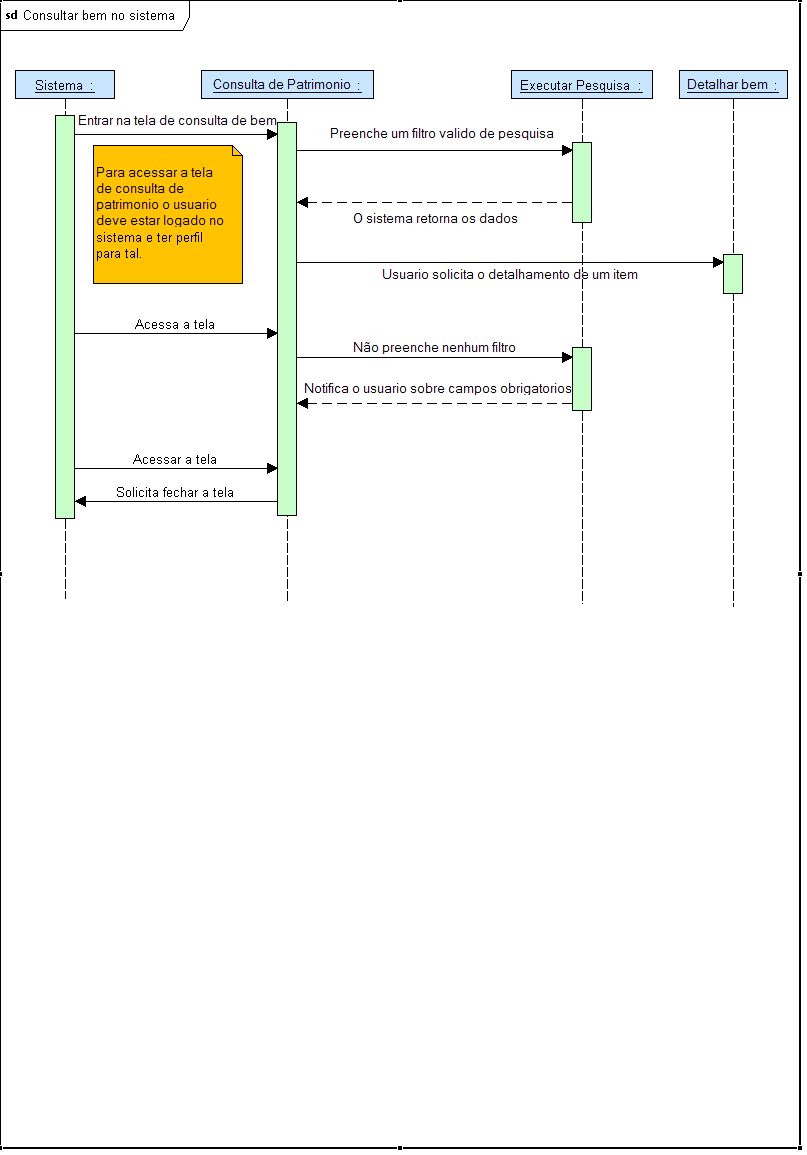 sd Consultar bem no sistema
Sistema :
Consulta de Patrimonio :
Executar Pesquisa :
Detalhar bem :
Entrar na tela de consulta de bem
Preenche um filtro valido de pesquisa
Para acessar a tela
de consulta de
patrimonio o usuario
deve estar logado no
sistema e ter perfil
para tal.
O sistema retorna os dados
Usuario solicita o detalhamento de um item
Acessa a tela
Não preenche nenhum filtro
Notifica o usuario sobre campos obrigatorios
Acessar a tela
Solicita fechar a tela